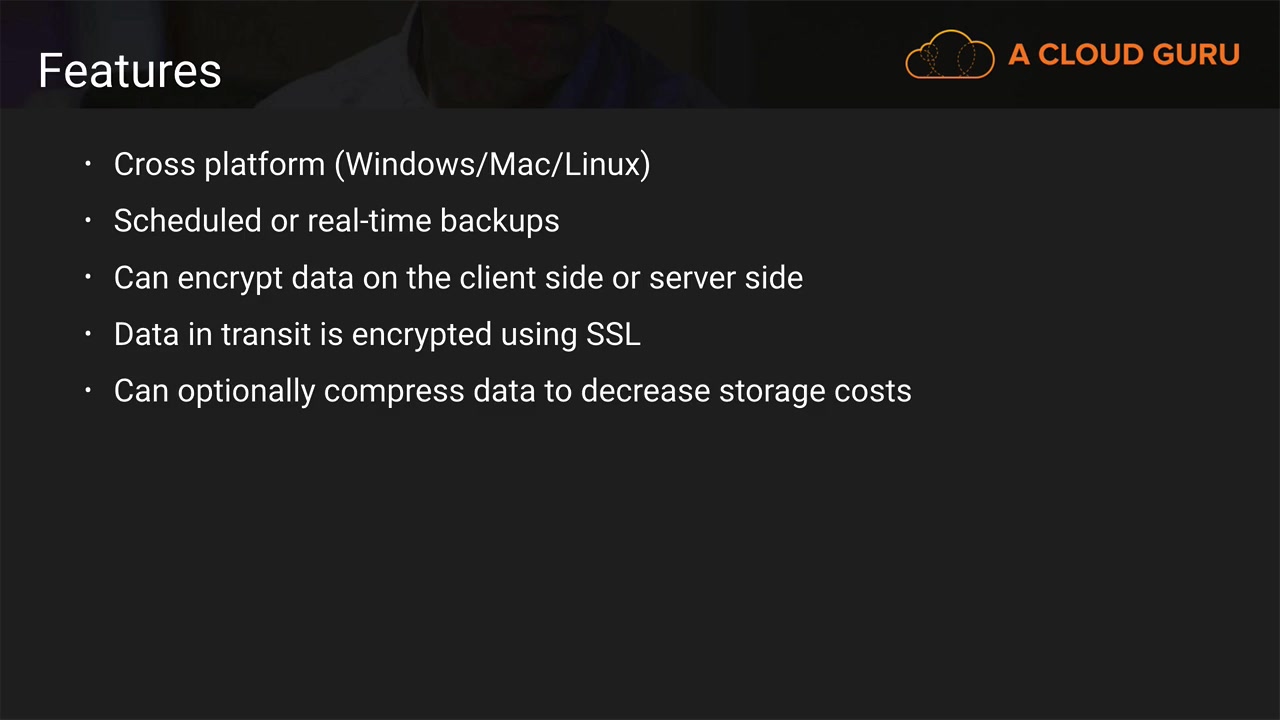 Features
A CLOUD GURU
· Cross platform (Windows/Mac/Linux)
· Scheduled or real-time backups
· Can encrypt data on the client side or server side
· Data in transit is encrypted using SSL
· Can optionally compress data to decrease storage costs